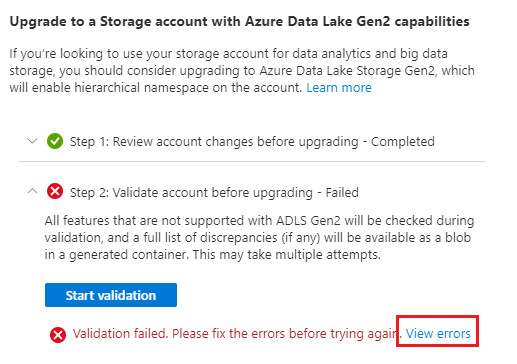 Upgrade to a Storage account with Azure Data Lake Gen2 capabilities
If you're looking to use your storage account for data analytics and big data
storage, you should consider upgrading to Azure Data Lake Storage Gen2, which
will enable hierarchical namespace on the account. Learn more
Step 1: Review account changes before upgrading - Completed
Step 2: Validate account before upgrading - Failed
All features that are not supported with ADLS Gen2 will be checked during
validation, and a full list of discrepancies (if any) will be available as a blob
in a generated container. This may take multiple attempts.
Start validation
Validation failed. Please fix the errors before trying again. View errors